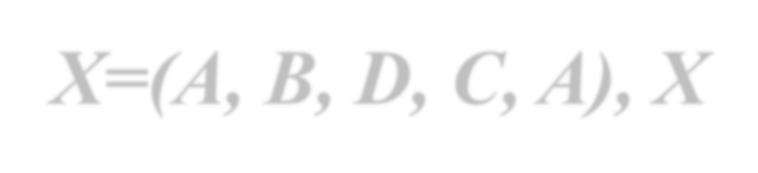 X=(A, B, D, C, A), X